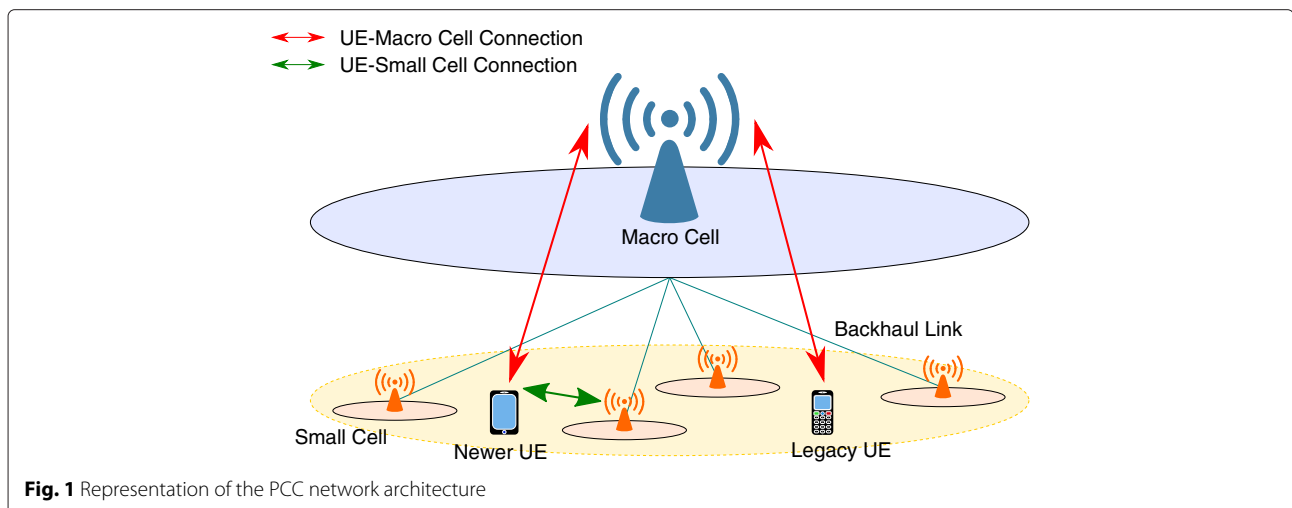 UE-Macro Cell Connection
UE-Small Cell Connection
Macro Cell
Backhaul Link
Small Cell
Newer UE
Legacy UE
Fig. 1 Representation of the PCC network architecture